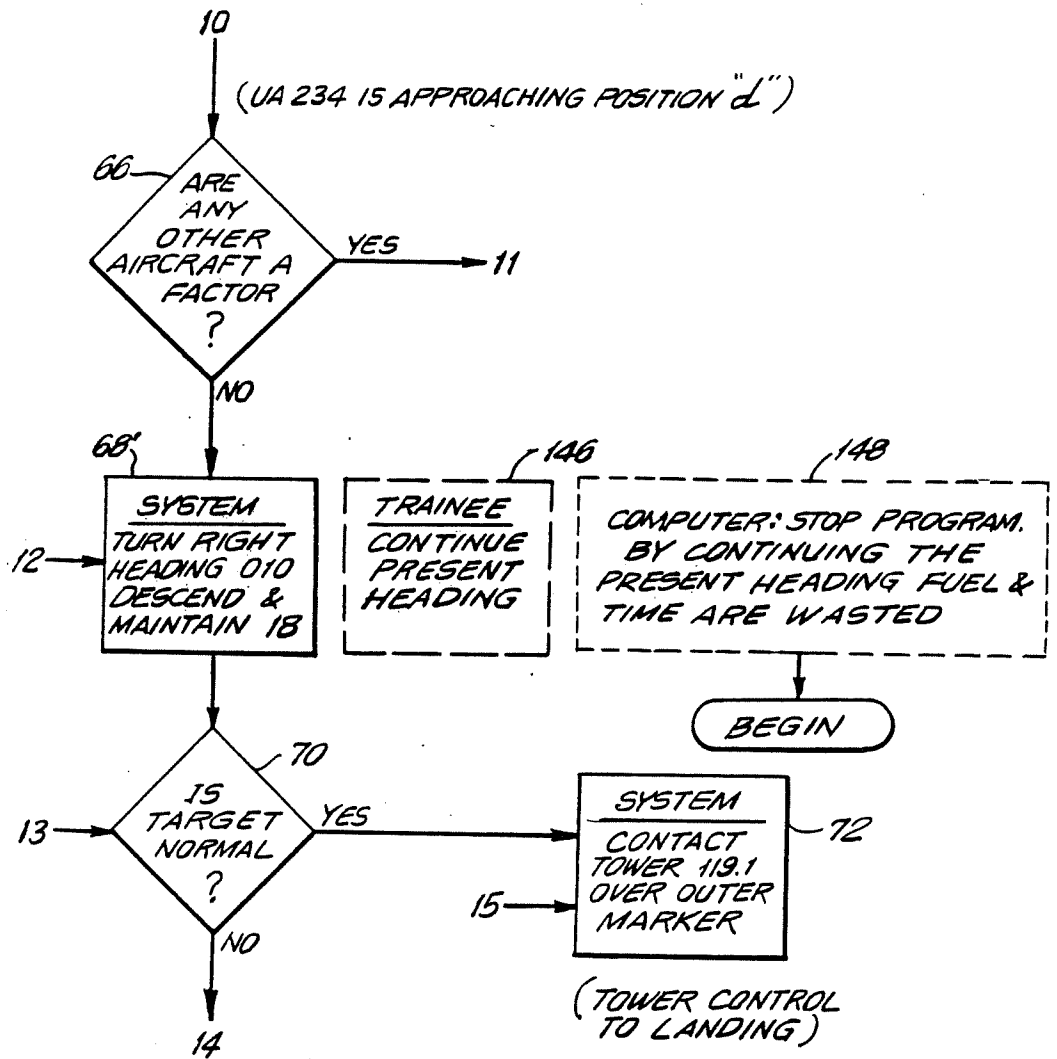 10
(UA 234 IS APPROACHING POSITION "d")
66
ARE
ANY
OTHER
AIRCRAFT A
FACTOR
?
YES
11
NO
68'
SYSTEM
TURN RIGHT
HEADING 010
DESCEND &
MAINTAIN 18
12
146
TRAINEE
CONTINUE
PRESENT
HEADING
148
COMPUTER: STOP PROGRAM.
BY CONTINUING THE
PRESENT HEADING FUEL &
TIME ARE WASTED
BEGIN
70
IS
TARGET
NORMAL
?
13
YES
NO
14
72
SYSTEM
CONTACT
TOWER 119.1
OVER OUTER
MARKER
15
(TOWER CONTROL
TO LANDING)